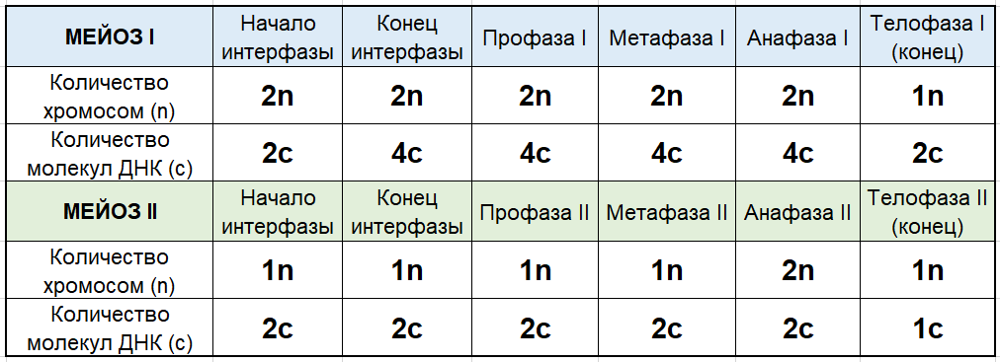 МЕЙОЗ I Начало интерфазы Конец интерфазы Профаза I Метафаза I Анафаза I Телофаза I (конец)
Количество хромосом (n) 2n 2n 2n 2n 2n 1n
Количество молекул ДНК (с) 2c 4c 4c 4c 4c 2c
МЕЙОЗ II Начало интерфазы Конец интерфазы Профаза II Метафаза II Анафаза II Телофаза II (конец)
Количество хромосом (n) 1n 1n 1n 1n 2n 1n
Количество молекул ДНК (с) 2c 2c 2c 2c 2c 1c